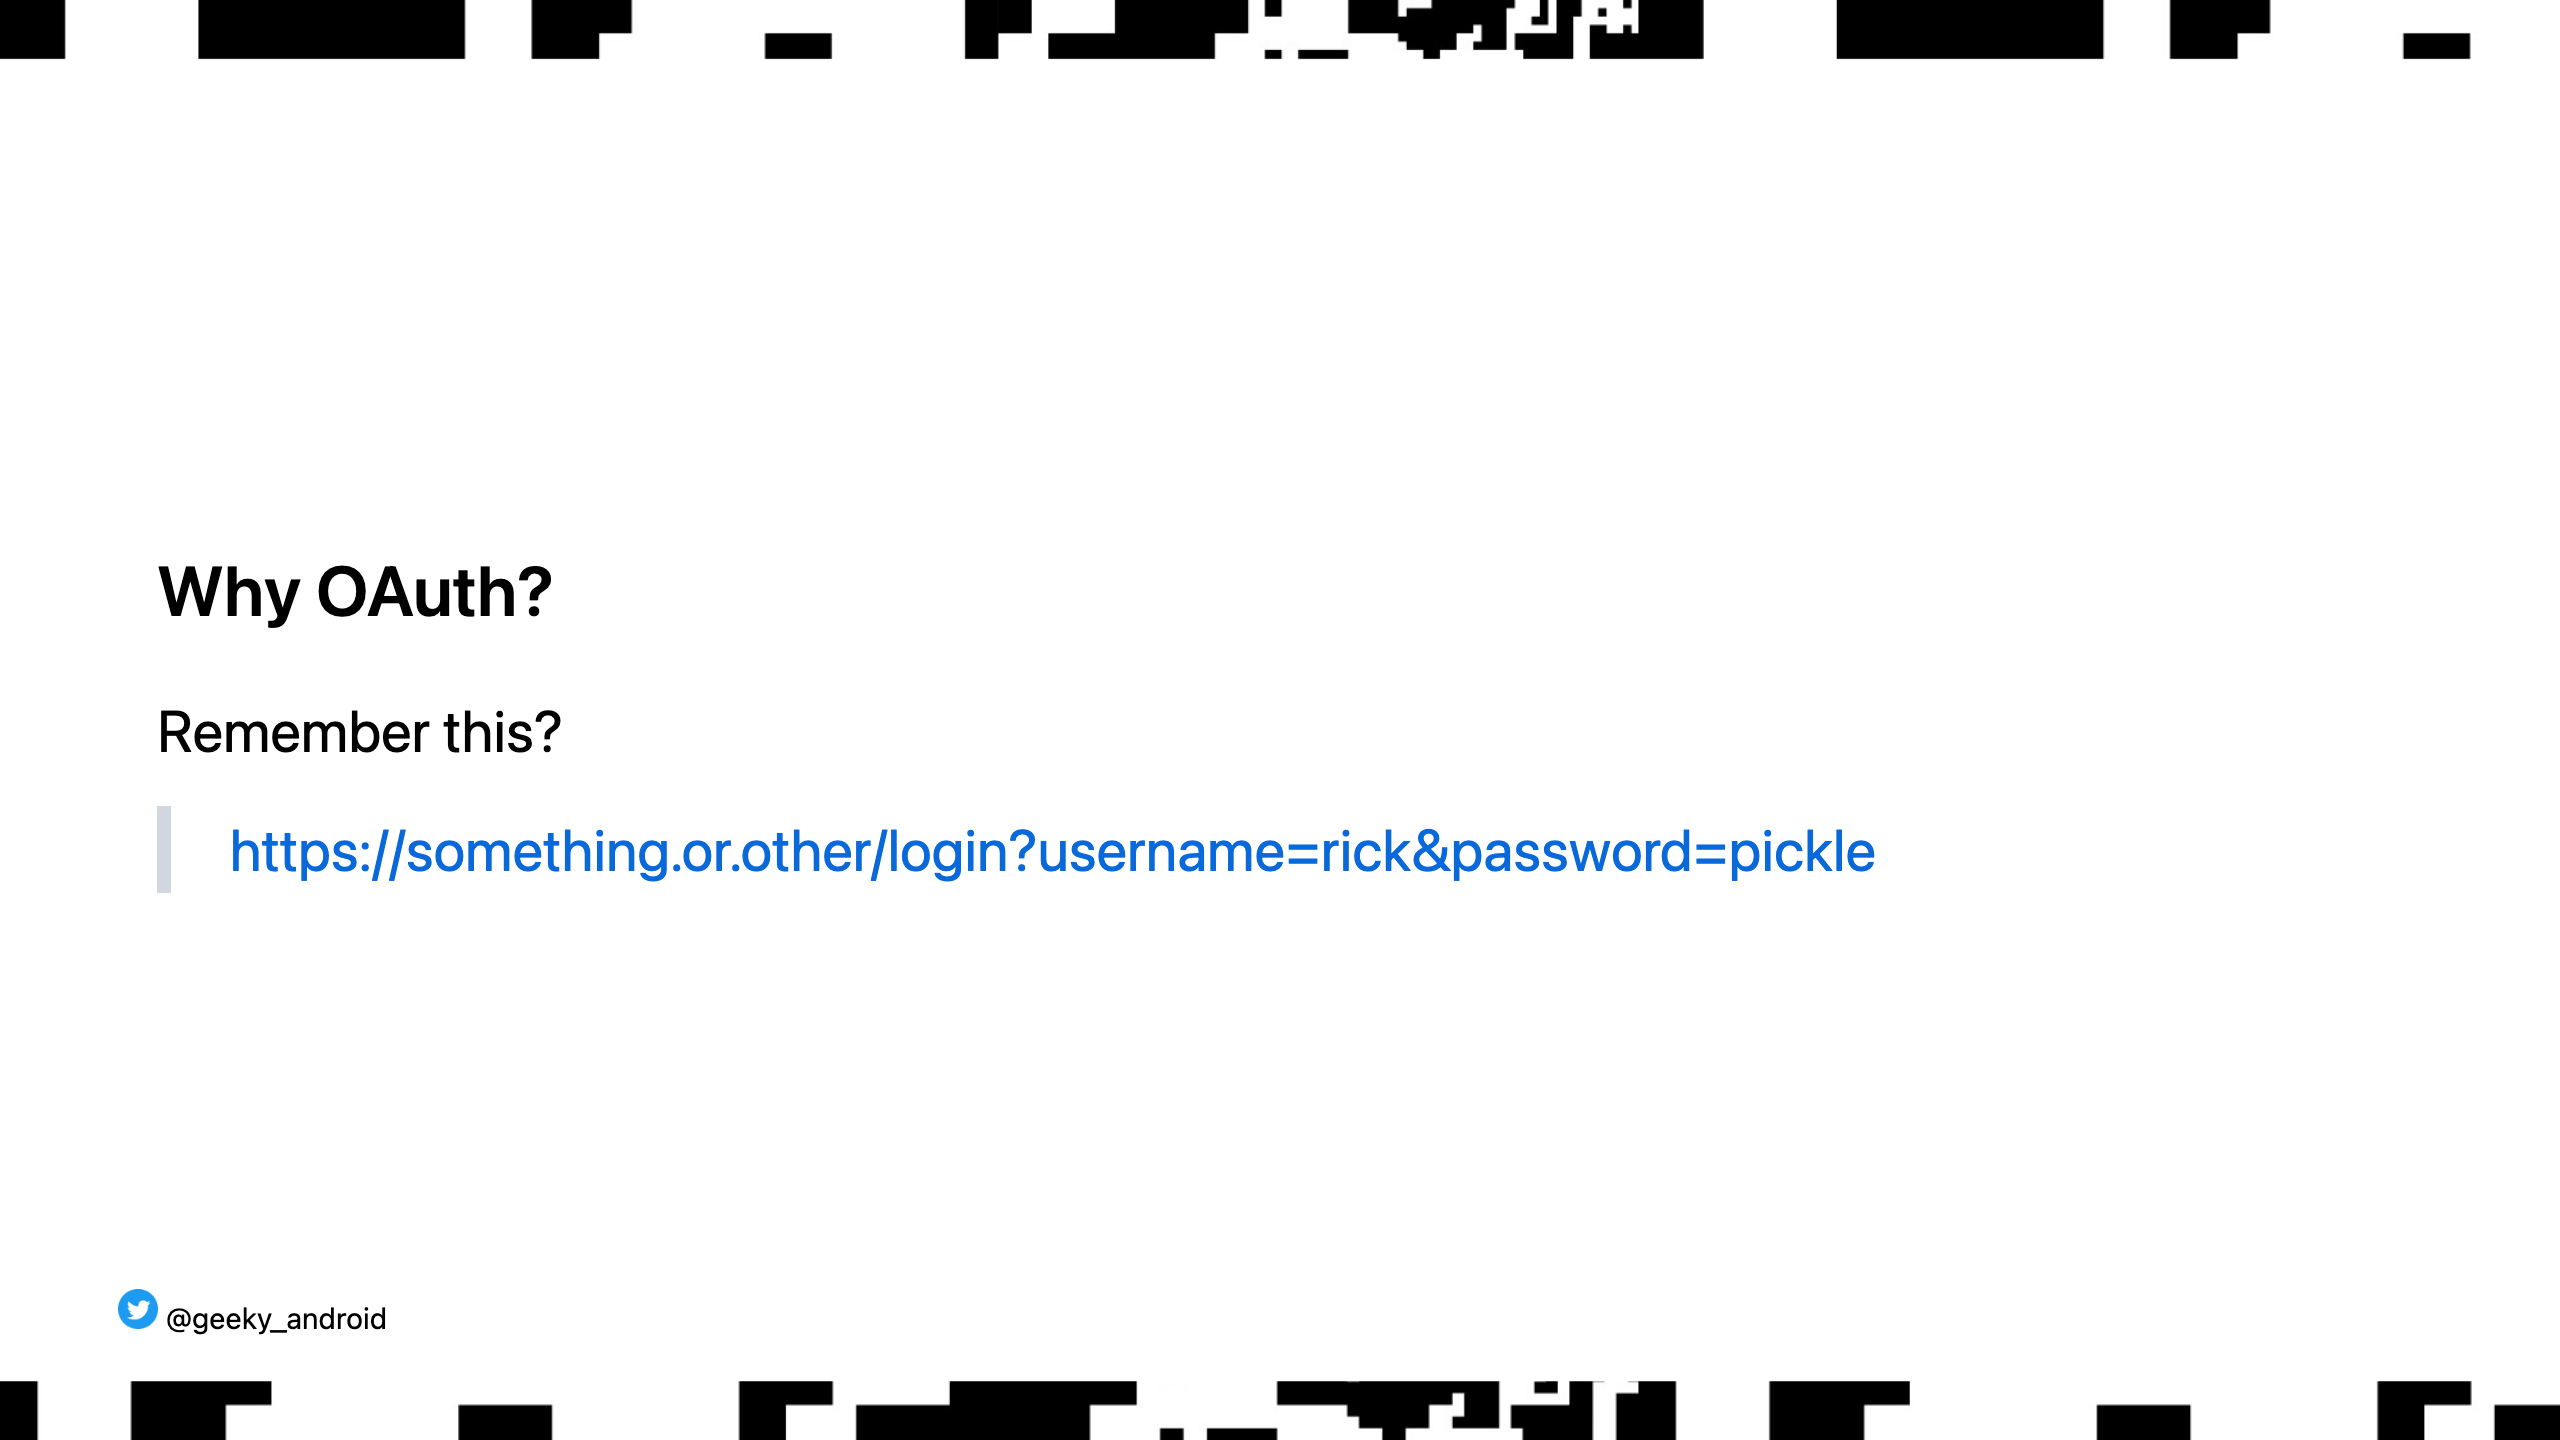 Why OAuth?
Remember this?
https://something.or.other/login?username=rick&password=pickle
@geeky_android